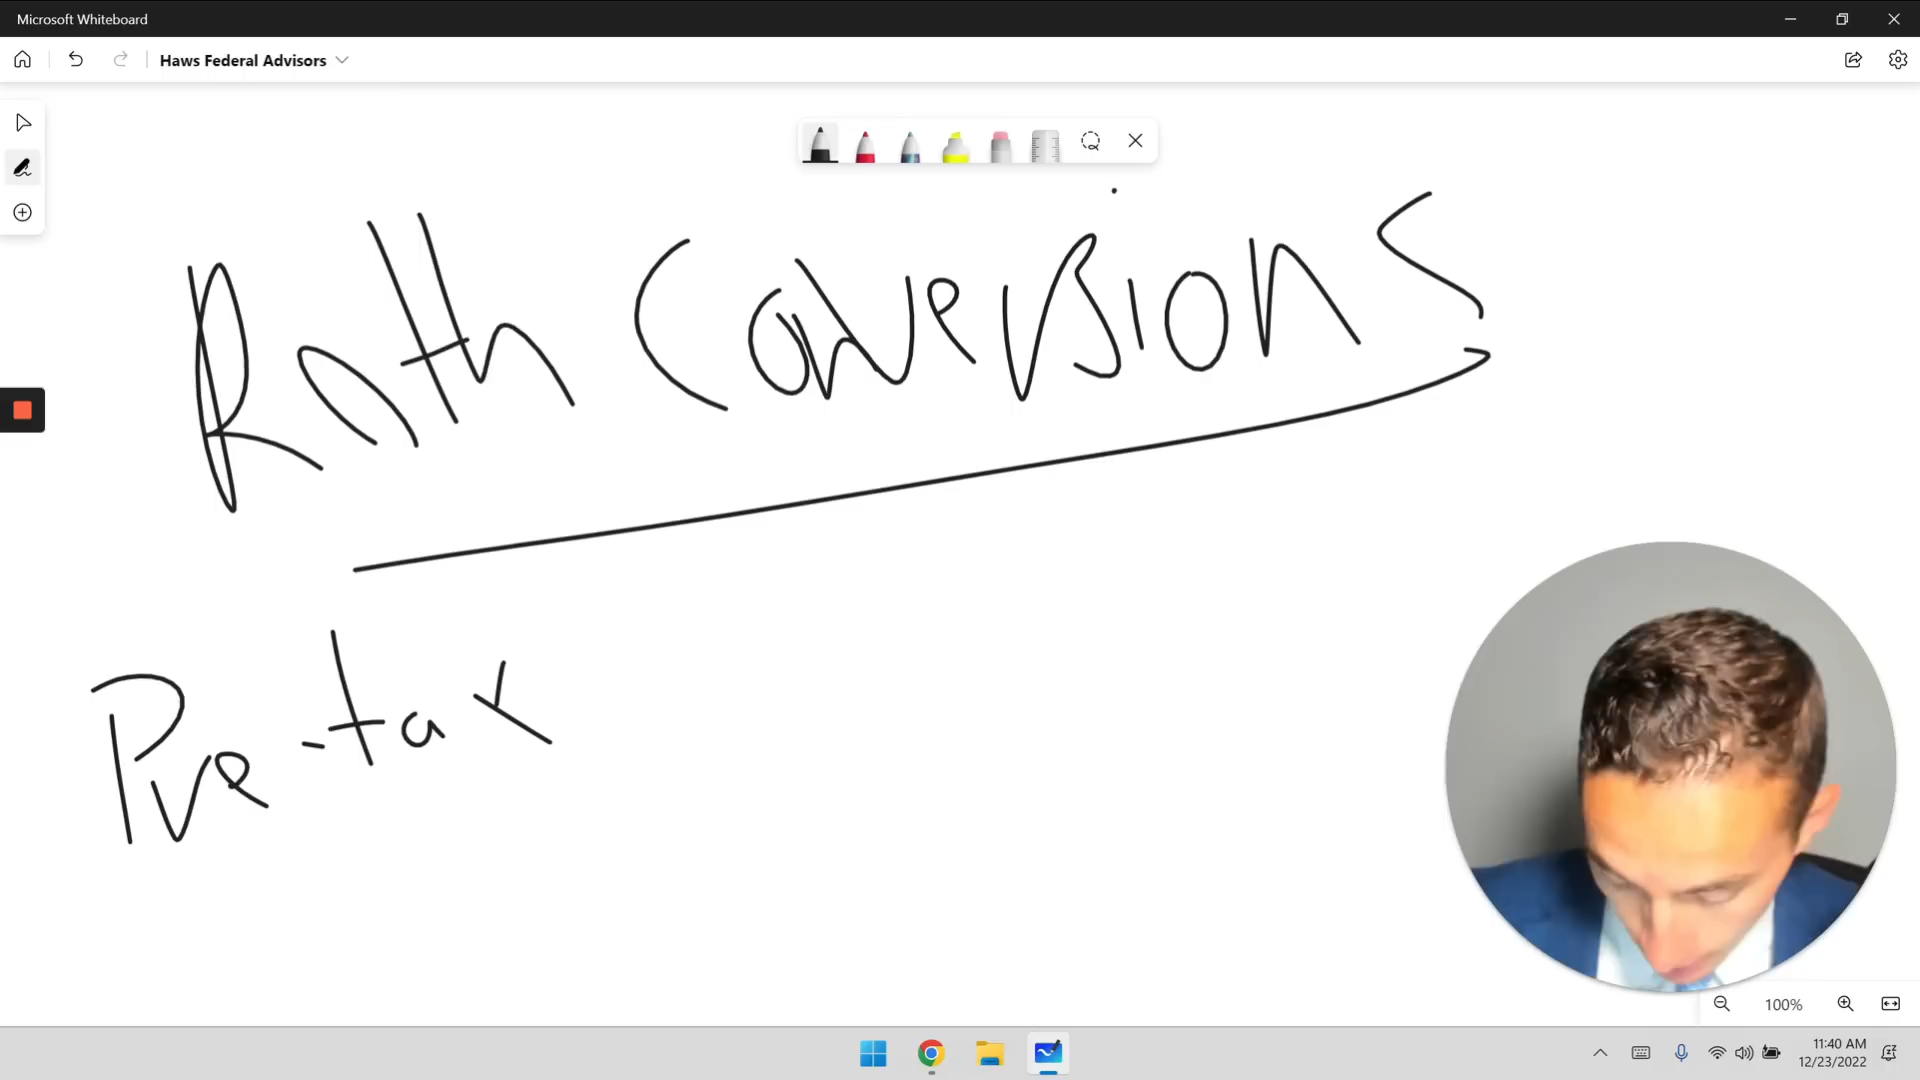 Microsoft Whiteboard
Haws Federal Advisors
Roth Conversions
Pre-tax
100%
11:40 AM
12/23/2022